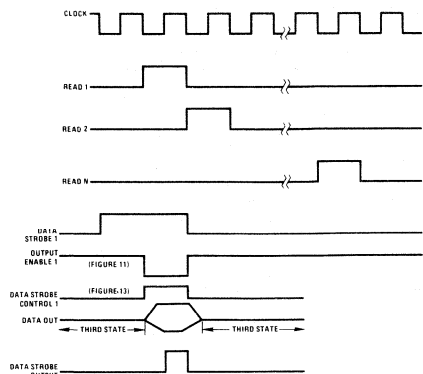 CLOCK
READ 1
READ 2
READ N
DATA
STROBE 1
OUTPUT
ENABLE 1
(FIGURE 11)
DATA STROBE
CONTROL 1
(FIGURE 13)
DATA OUT
THIRD STATE
THIRD STATE
DATA STROBE